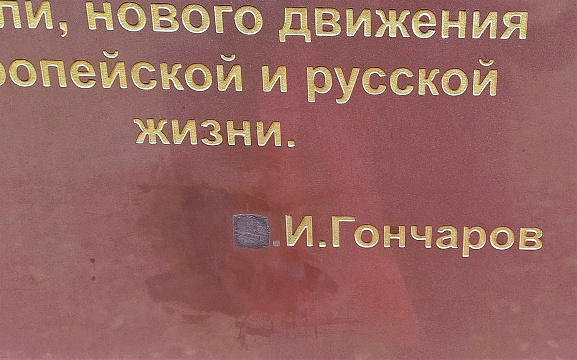 ли, нового движения
ропейской и русской
жизни.
.И.Гончаров